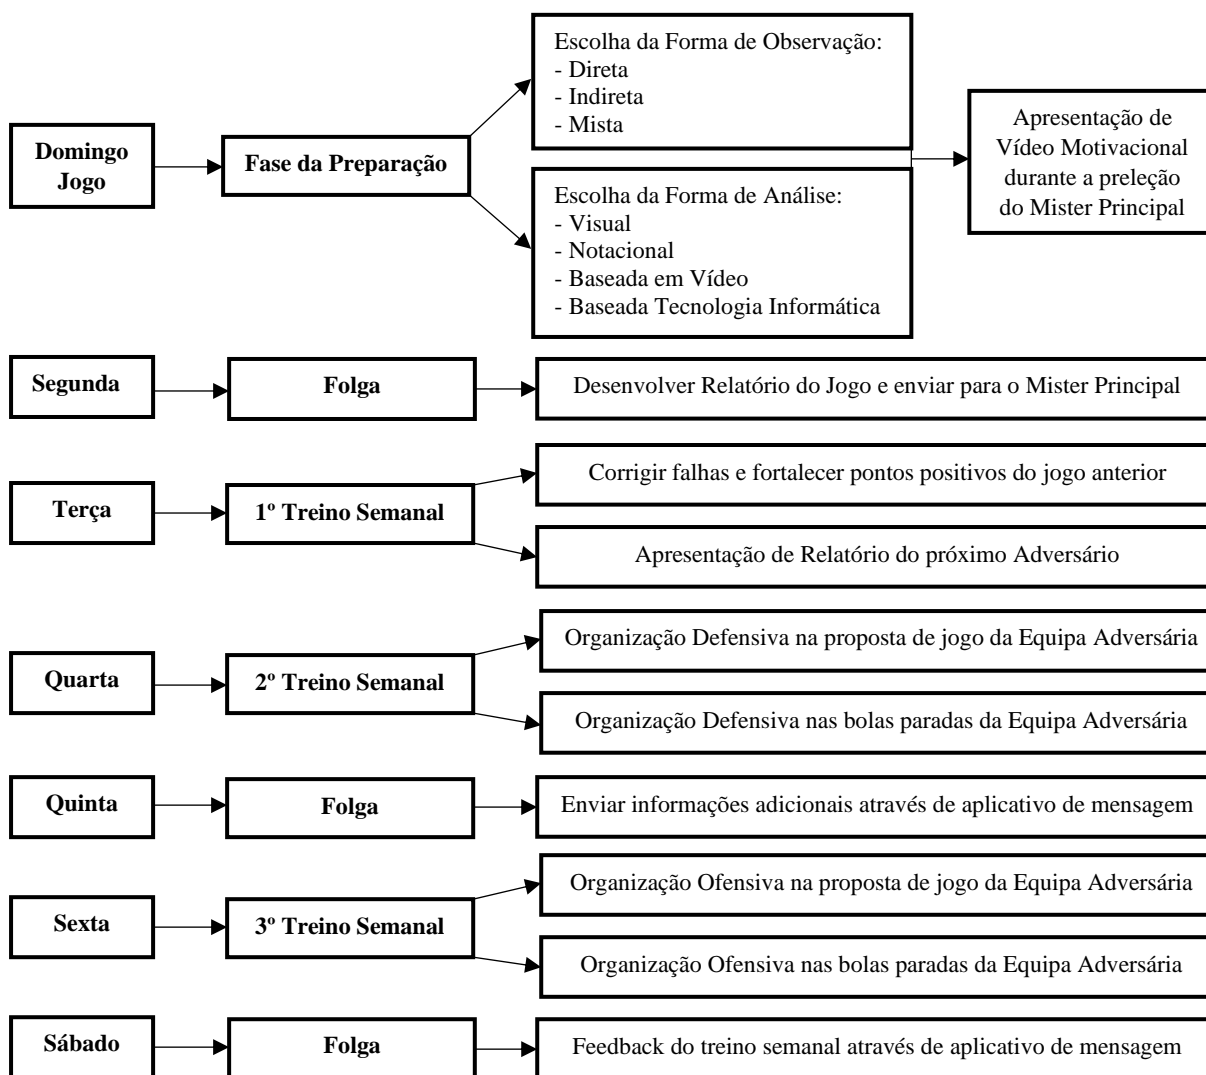 Domingo
Jogo
Fase da Preparação
Escolha da Forma de Observação:
- Direta
- Indireta
- Mista
Escolha da Forma de Análise:
- Visual
- Notacional
- Baseada em Vídeo
- Baseada Tecnologia Informática
Apresentação de
Vídeo Motivacional
durante a preleção
do Mister Principal
Segunda
Folga
Desenvolver Relatório do Jogo e enviar para o Mister Principal
Terça
1º Treino Semanal
Corrigir falhas e fortalecer pontos positivos do jogo anterior
Apresentação de Relatório do próximo Adversário
Quarta
2º Treino Semanal
Organização Defensiva na proposta de jogo da Equipa Adversária
Organização Defensiva nas bolas paradas da Equipa Adversária
Quinta
Folga
Enviar informações adicionais através de aplicativo de mensagem
Sexta
3º Treino Semanal
Organização Ofensiva na proposta de jogo da Equipa Adversária
Organização Ofensiva nas bolas paradas da Equipa Adversária
Sábado
Folga
Feedback do treino semanal através de aplicativo de mensagem